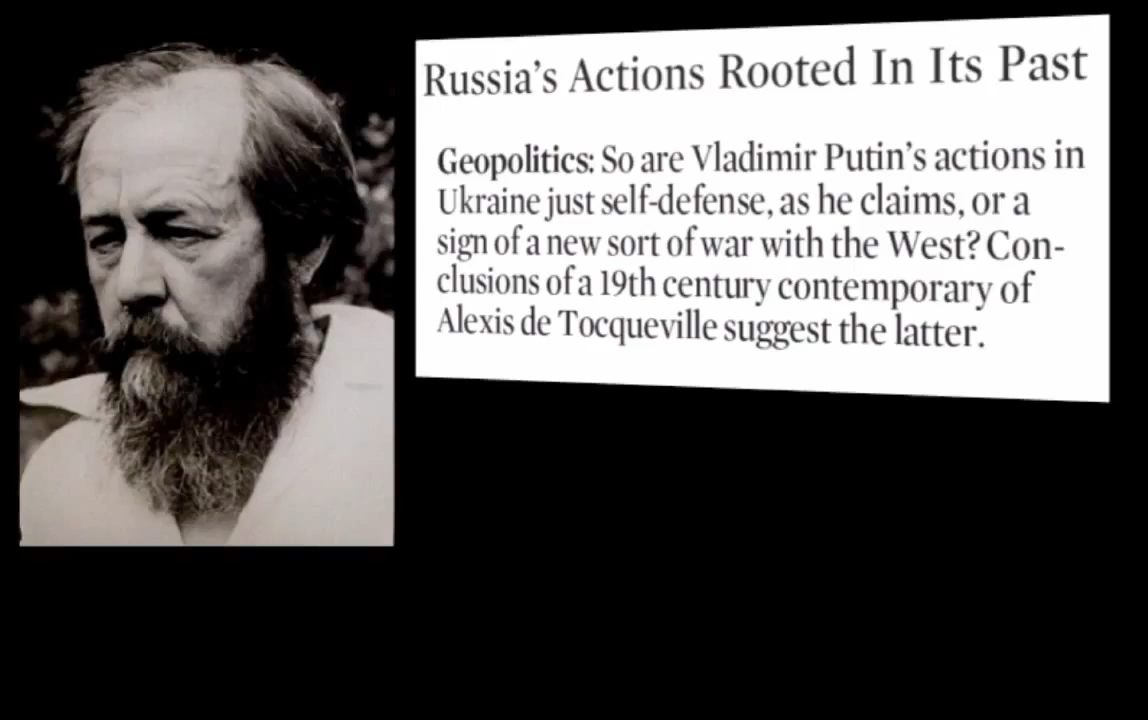 Russia's Actions Rooted In Its Past
Geopolitics: So are Vladimir Putin's actions in
Ukraine just self-defense, as he claims, or a
sign of a new sort of war with the West? Con-
clusions of a 19th century contemporary of
Alexis de Tocqueville suggest the latter.